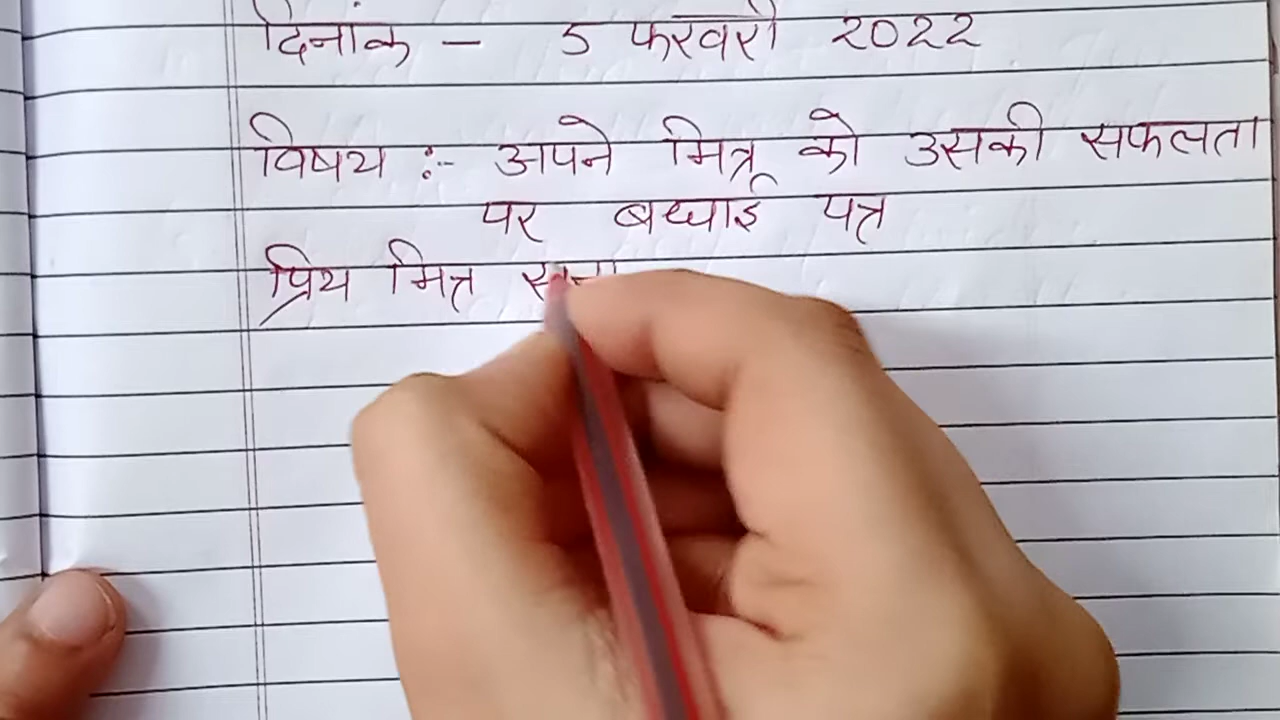 दिनांक - 5 फरवरी 2022
विषय :- अपने मित्र को उसकी सफलता
पर बधाई पत्र
प्रिय मित्र